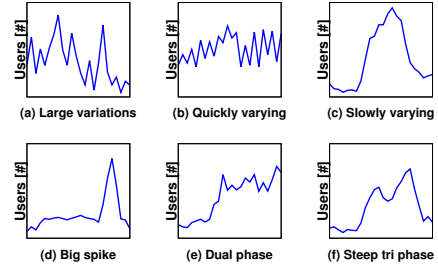 Users [#]
Users [#]
Users [#]
(a) Large variations
(b) Quickly varying
(c) Slowly varying
Users [#]
Users [#]
Users [#]
(d) Big spike
(e) Dual phase
(f) Steep tri phase